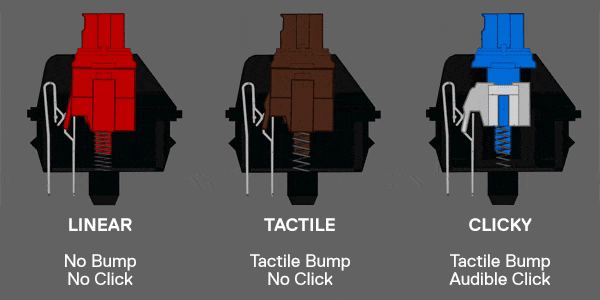 LINEAR
No Bump
No Click
TACTILE
Tactile Bump
No Click
CLICKY
Tactile Bump
Audible Click